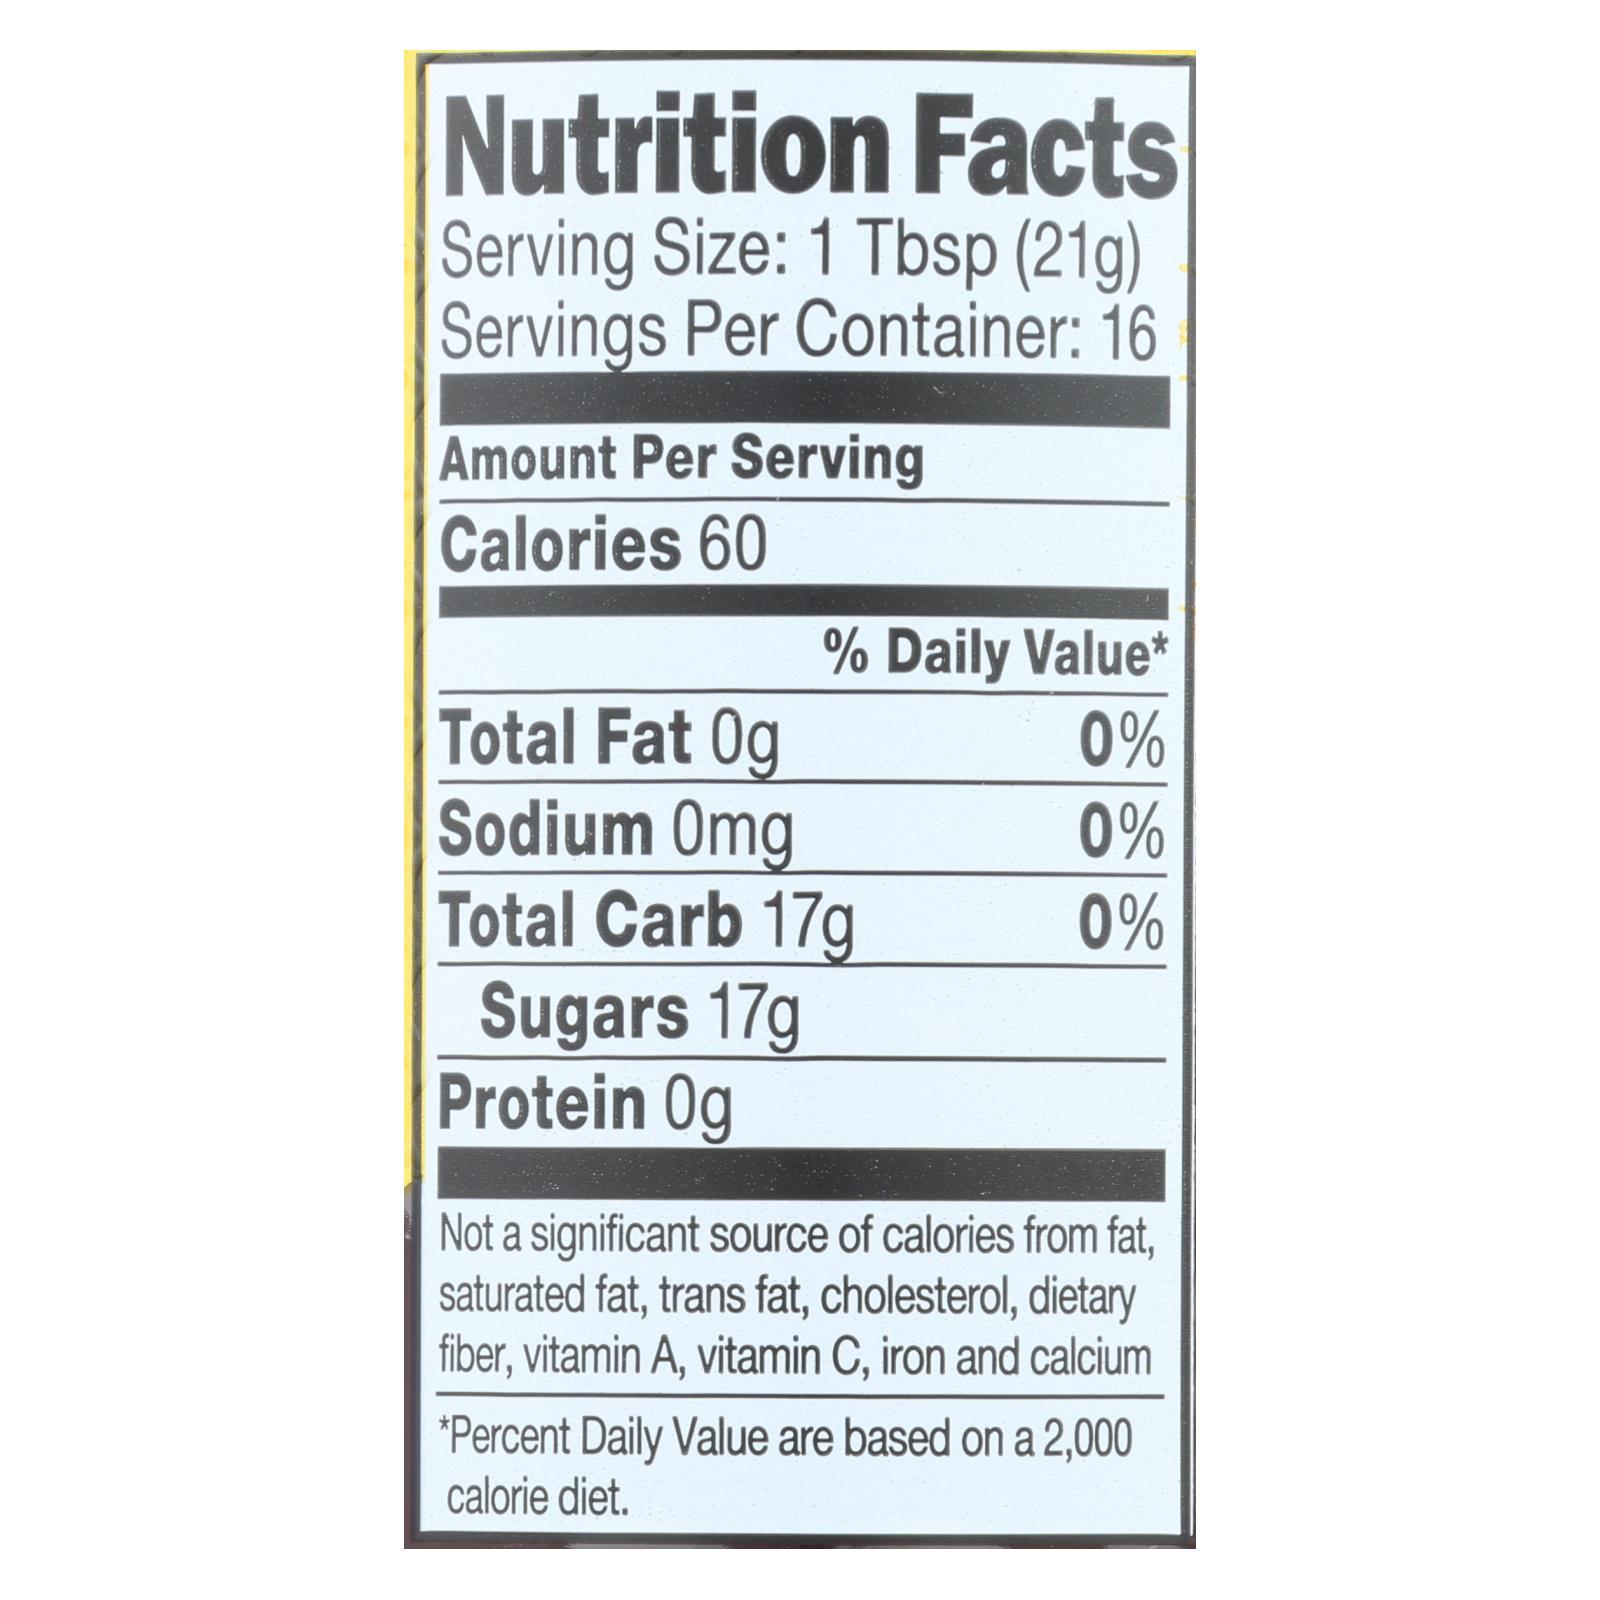 Nutrition Facts
Serving Size: 1 Tbsp (21g)
Servings Per Container: 16
Amount Per Serving
Calories 60
% Daily Value*
Total Fat 0g 0%
Sodium 0mg 0%
Total Carb 17g 0%
Sugars 17g
Protein 0g
Not a significant source of calories from fat,
saturated fat, trans fat, cholesterol, dietary
fiber, vitamin A, vitamin C, iron and calcium
*Percent Daily Value are based on a 2,000
calorie diet.